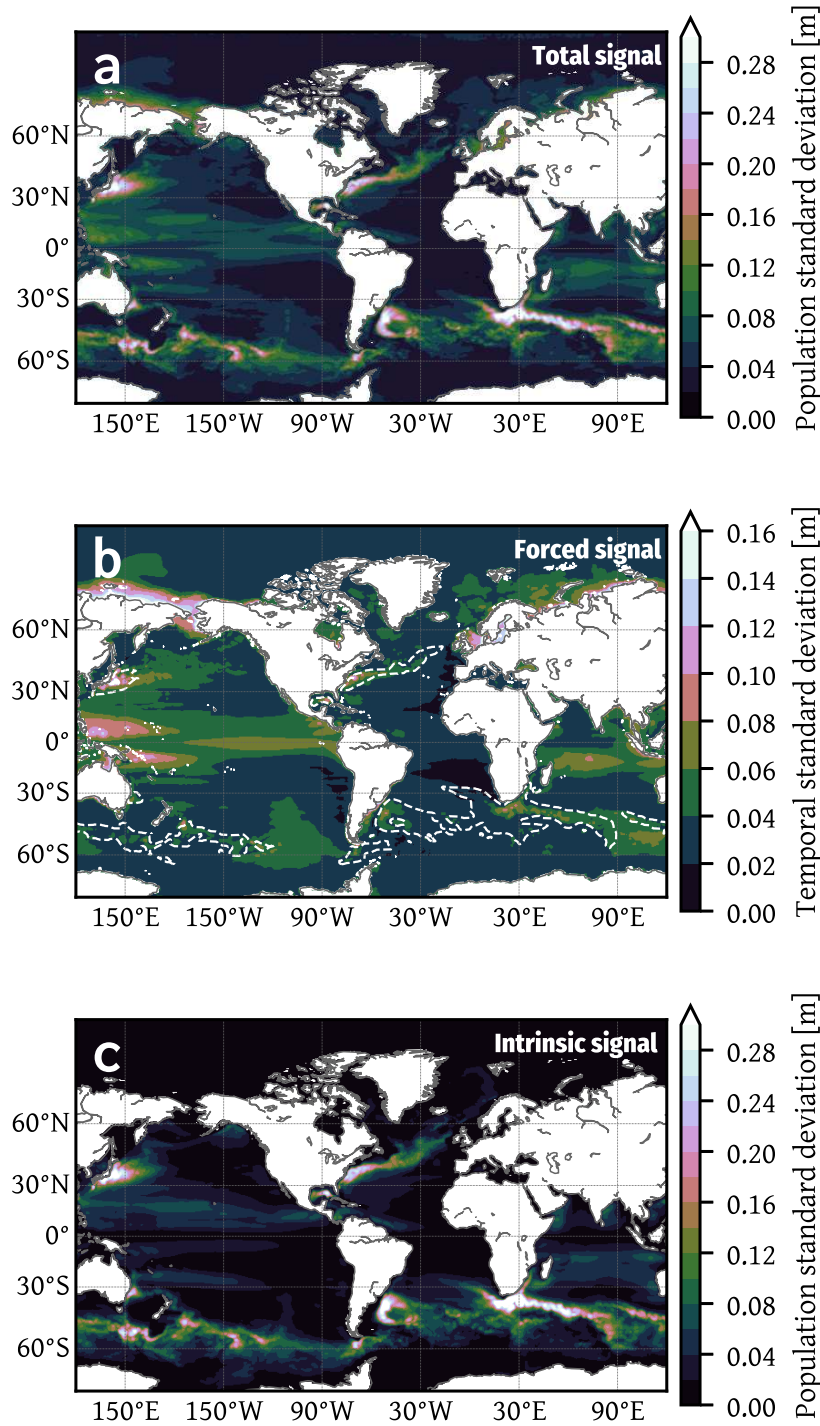 a
Total signal
60°N
30°N
0°
30°S
60°S
150°E
150°W
90°W
30°W
30°E
90°E
0.28
0.24
0.20
0.16
0.12
0.08
0.04
0.00
Population standard deviation [m]
b
Forced signal
60°N
30°N
0°
30°S
60°S
150°E
150°W
90°W
30°W
30°E
90°E
0.16
0.14
0.12
0.10
0.08
0.06
0.04
0.02
0.00
Temporal standard deviation [m]
c
Intrinsic signal
60°N
30°N
0°
30°S
60°S
150°E
150°W
90°W
30°W
30°E
90°E
0.28
0.24
0.20
0.16
0.12
0.08
0.04
0.00
Population standard deviation [m]